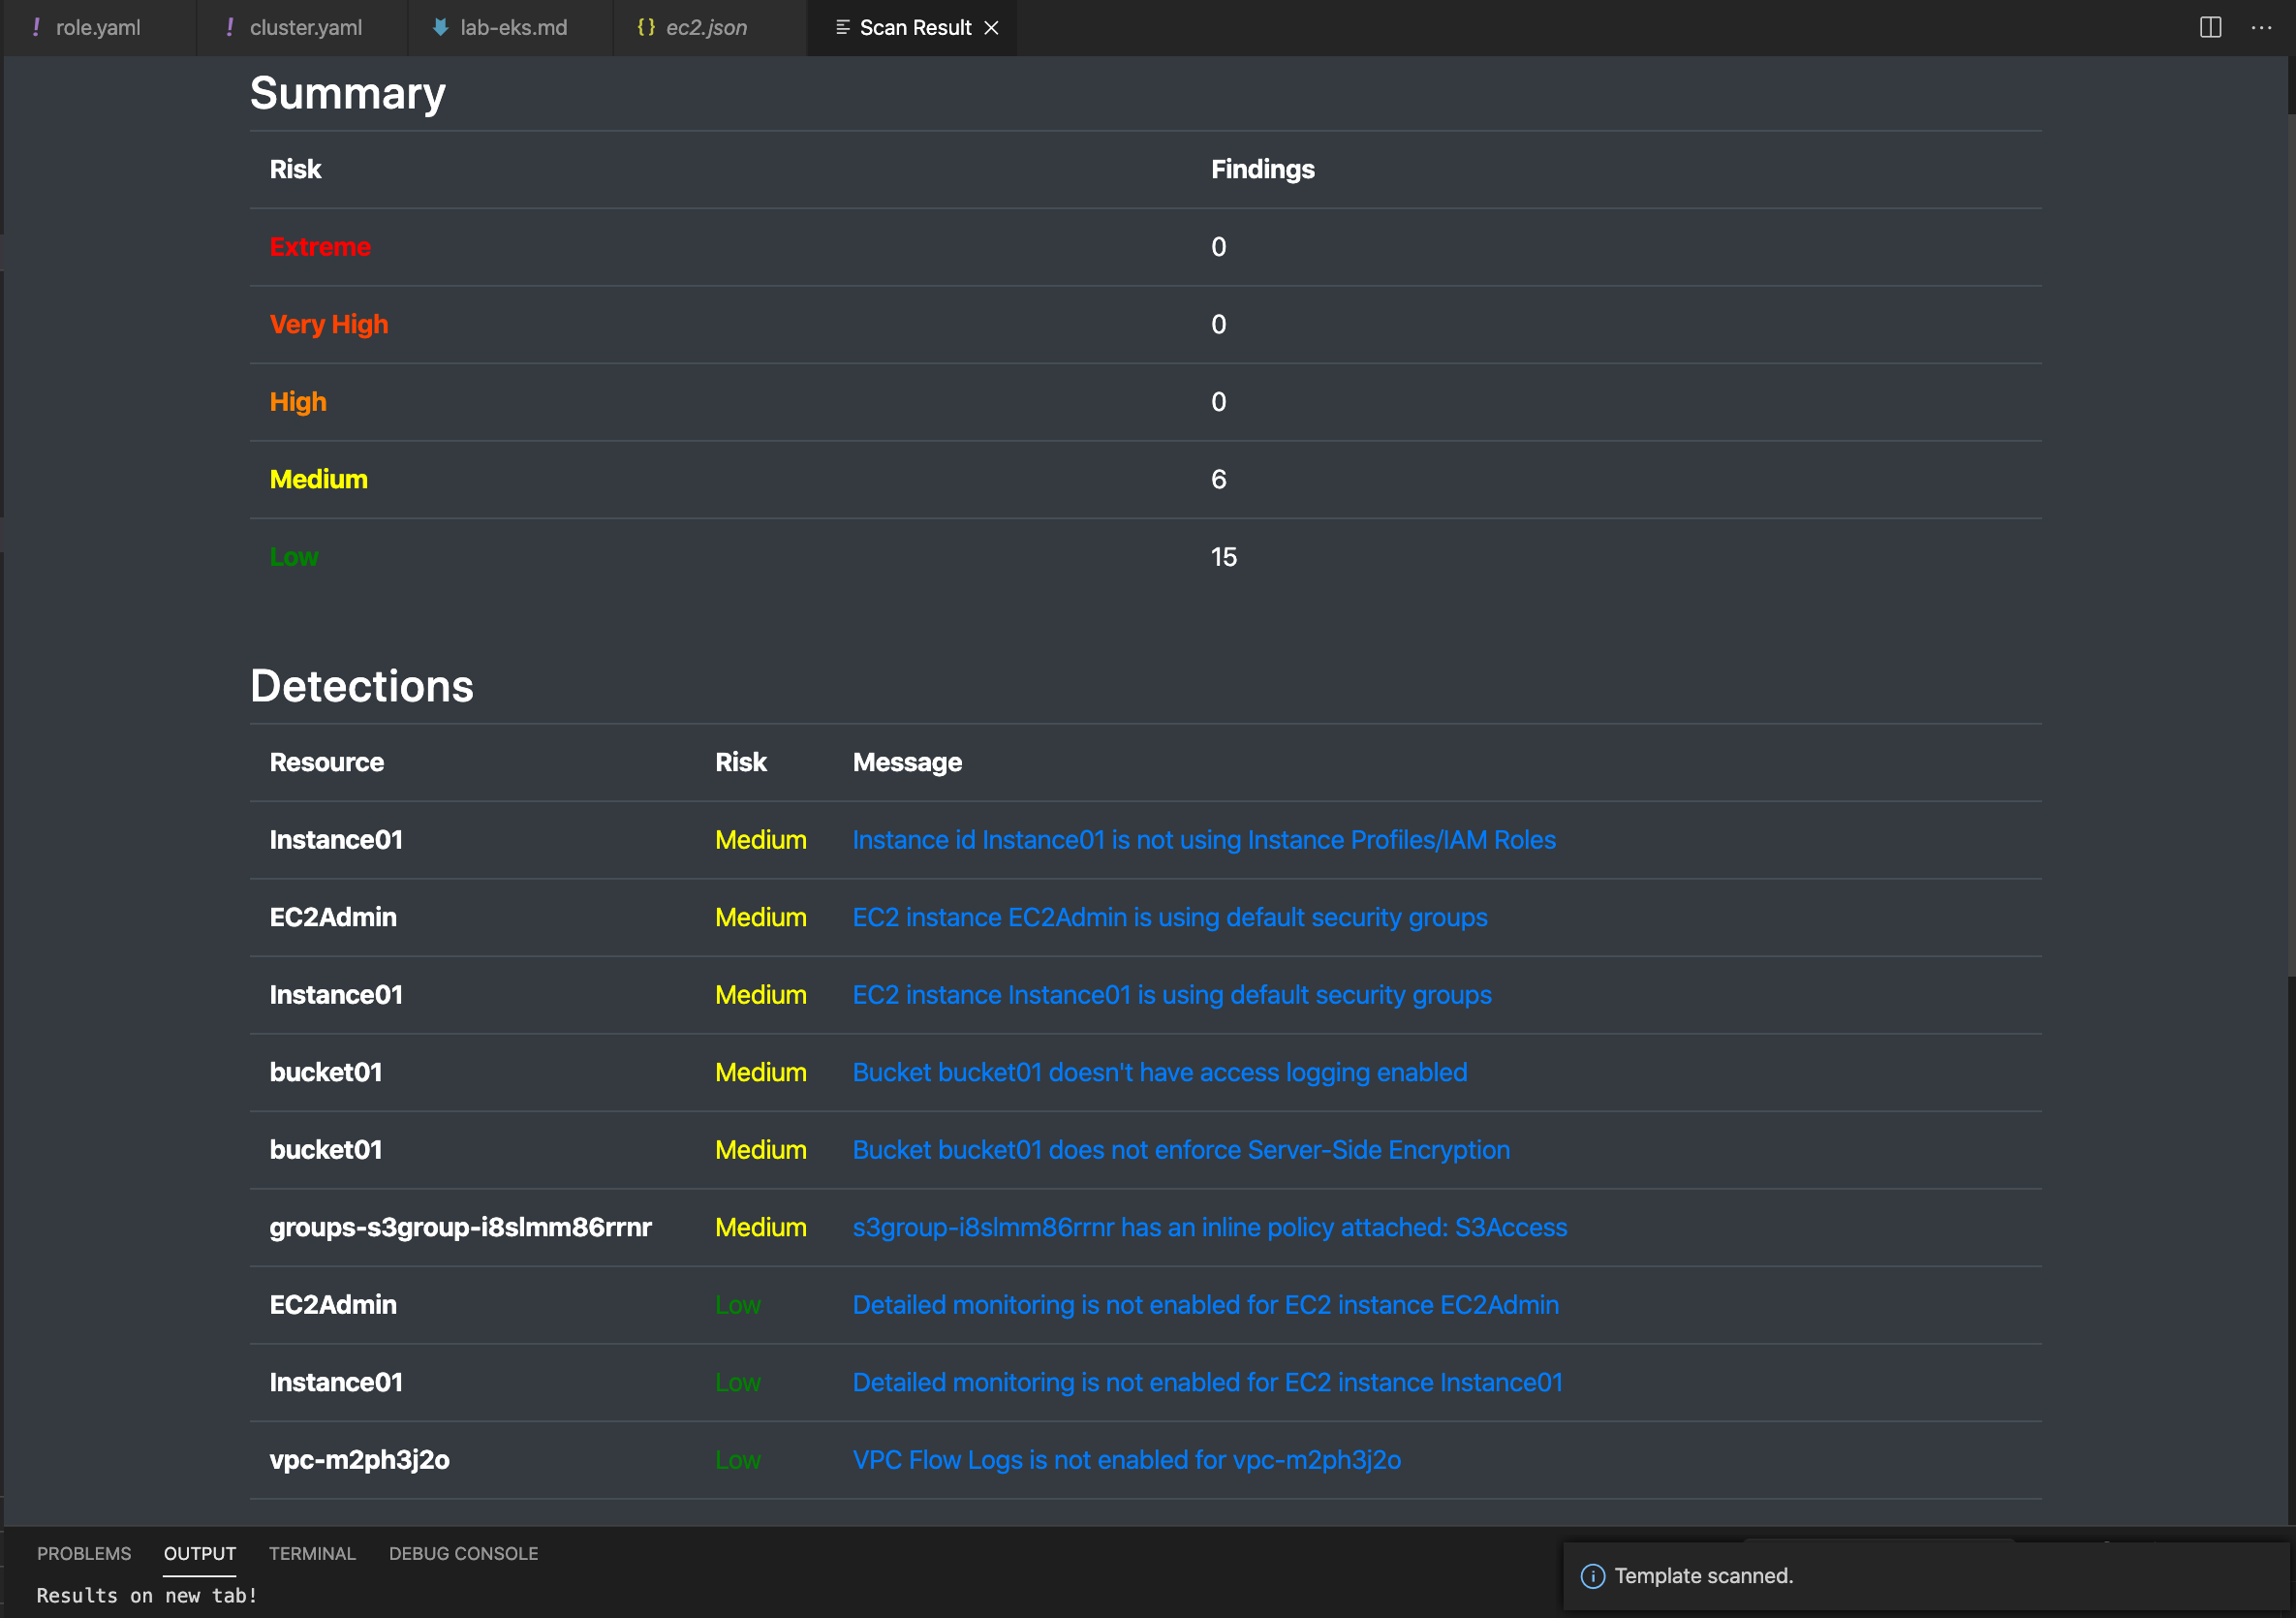 ! role.yaml ! cluster.yaml lab-eks.md {} ec2.json Scan Result
Summary
Risk Findings
Extreme 0
Very High 0
High 0
Medium 6
Low 15
Detections
Resource Risk Message
Instance01 Medium Instance id Instance01 is not using Instance Profiles/IAM Roles
EC2Admin Medium EC2 instance EC2Admin is using default security groups
Instance01 Medium EC2 instance Instance01 is using default security groups
bucket01 Medium Bucket bucket01 doesn't have access logging enabled
bucket01 Medium Bucket bucket01 does not enforce Server-Side Encryption
groups-s3group-i8slmm86rrnr Medium s3group-i8slmm86rrnr has an inline policy attached: S3Access
EC2Admin Low Detailed monitoring is not enabled for EC2 instance EC2Admin
Instance01 Low Detailed monitoring is not enabled for EC2 instance Instance01
vpc-m2ph3j2o Low VPC Flow Logs is not enabled for vpc-m2ph3j2o
PROBLEMS OUTPUT TERMINAL DEBUG CONSOLE
Results on new tab!
Template scanned.